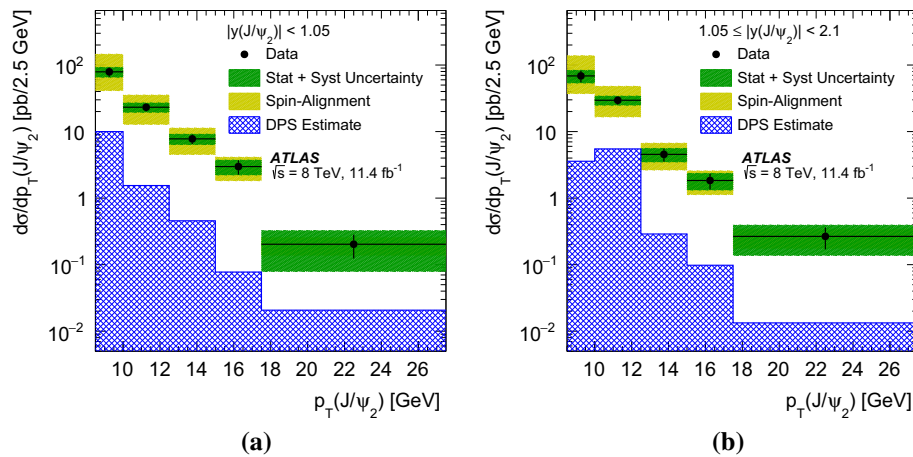 |y(J/ψ₂)| < 1.05
Data
Stat + Syst Uncertainty
Spin-Alignment
DPS Estimate
ATLAS
√s = 8 TeV, 11.4 fb⁻¹
dσ/dp_T(J/ψ₂) [pb/2.5 GeV]
10²
10
1
10⁻¹
10⁻²
10 12 14 16 18 20 22 24 26
p_T(J/ψ₂) [GeV]
(a)
1.05 ≤ |y(J/ψ₂)| < 2.1
Data
Stat + Syst Uncertainty
Spin-Alignment
DPS Estimate
ATLAS
√s = 8 TeV, 11.4 fb⁻¹
dσ/dp_T(J/ψ₂) [pb/2.5 GeV]
10²
10
1
10⁻¹
10⁻²
10 12 14 16 18 20 22 24 26
p_T(J/ψ₂) [GeV]
(b)